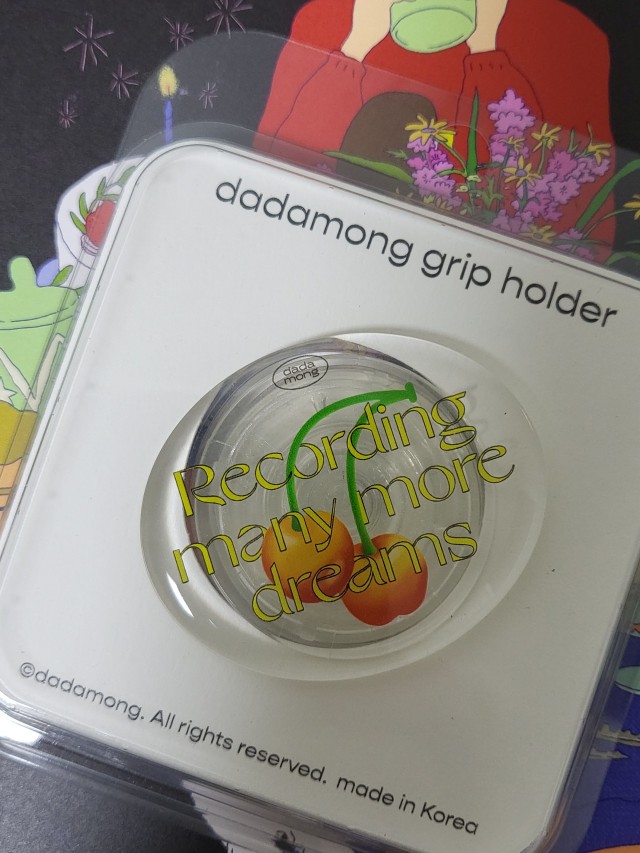 dadamong grip holder
dada
mong
Recording
many more
dreams
©dadamong. All rights reserved. made in Korea